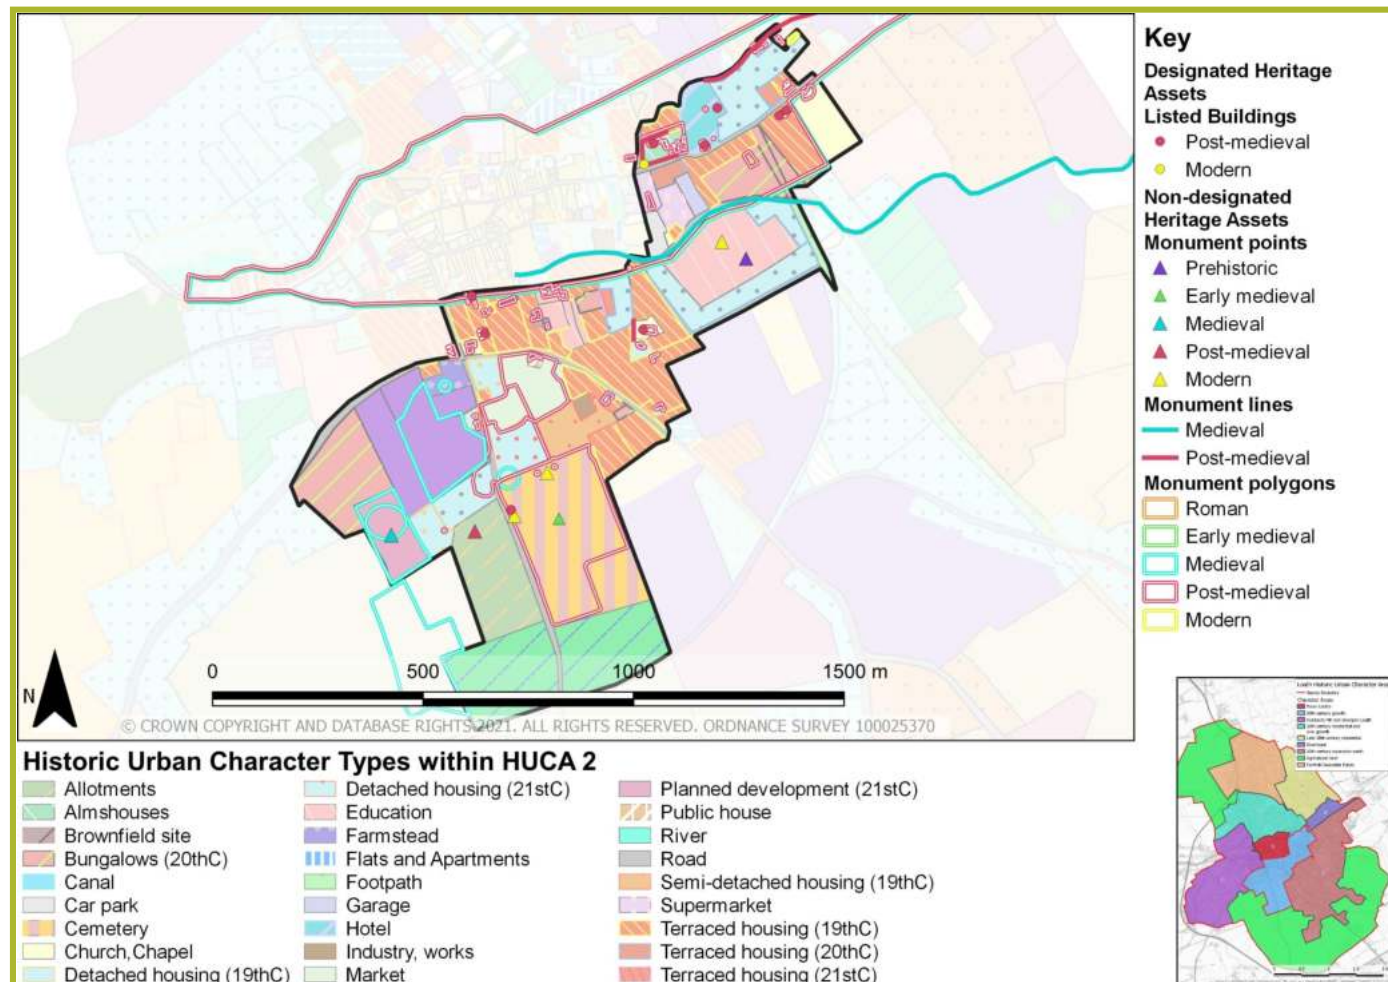 Key
Designated Heritage
Assets
Listed Buildings
Post-medieval
Modern
Non-designated
Heritage Assets
Monument points
Prehistoric
Early medieval
Medieval
Post-medieval
Modern
Monument lines
Medieval
Post-medieval
Monument polygons
Roman
Early medieval
Medieval
Post-medieval
Modern
N
0 500 1000 1500 m
© CROWN COPYRIGHT AND DATABASE RIGHTS 2021. ALL RIGHTS RESERVED. ORDNANCE SURVEY 100025370
Historic Urban Character Types within HUCA 2
Allotments
Almshouses
Brownfield site
Bungalows (20thC)
Canal
Car park
Cemetery
Church,Chapel
Detached housing (19thC)
Detached housing (21stC)
Education
Farmstead
Flats and Apartments
Footpath
Garage
Hotel
Industry, works
Market
Planned development (21stC)
Public house
River
Road
Semi-detached housing (19thC)
Supermarket
Terraced housing (19thC)
Terraced housing (20thC)
Terraced housing (21stC)